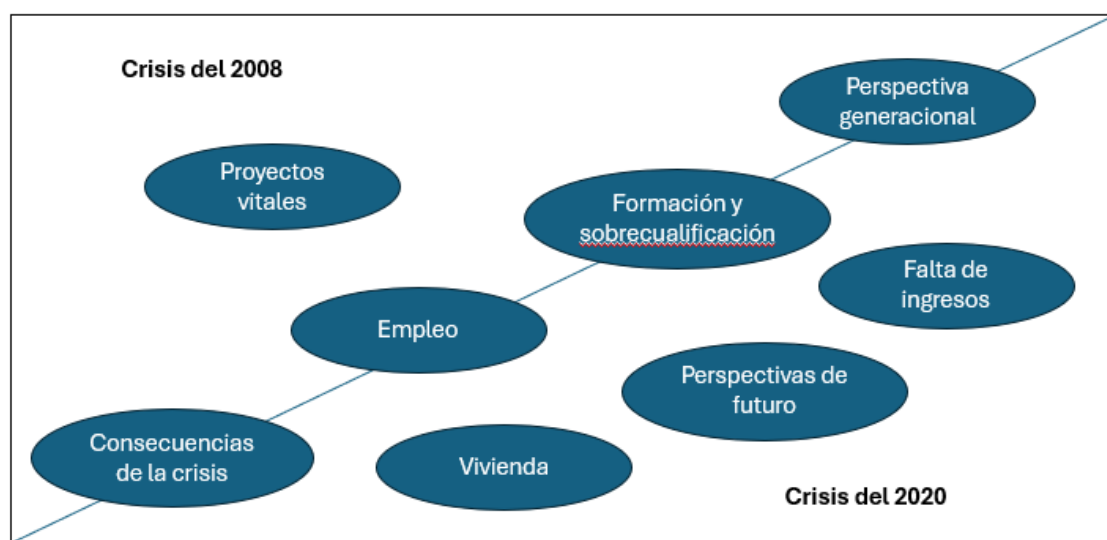 Crisis del 2008
Perspectiva
generacional
Proyectos
vitales
Formación y
sobrecualificación
Falta de
ingresos
Empleo
Perspectivas de
futuro
Consecuencias
de la crisis
Vivienda
Crisis del 2020